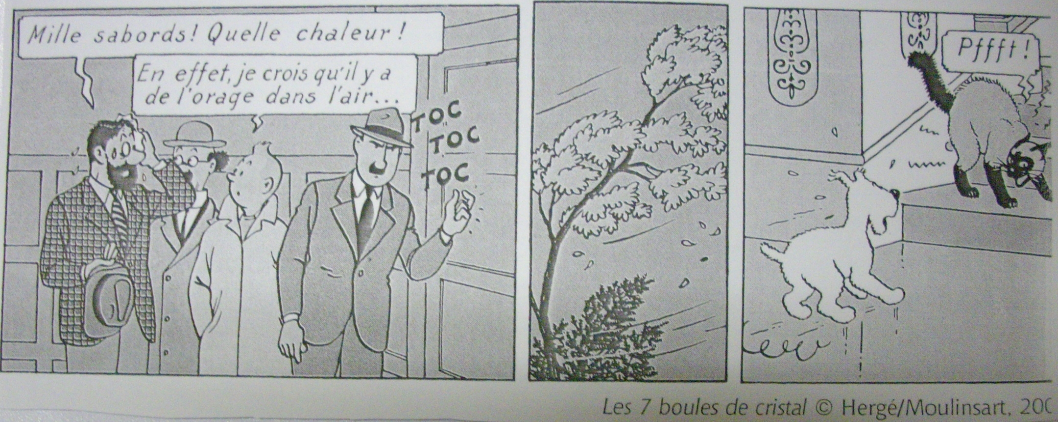 Mille sabords! Quelle chaleur!
En effet, je crois qu'il y a
de l'orage dans l'air...
TOC
TOC
TOC
Pffft!
Les 7 boules de cristal © Hergé/Moulinsart, 200